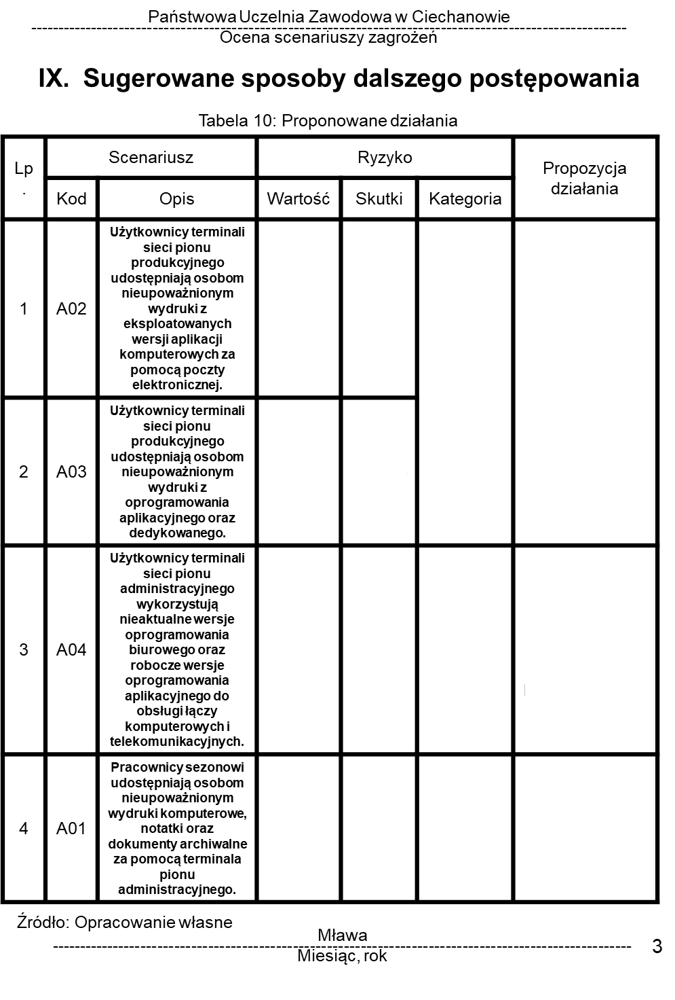 Państwowa Uczelnia Zawodowa w Ciechanowie
Ocena scenariuszy zagrożeń
IX. Sugerowane sposoby dalszego postępowania
Tabela 10: Proponowane działania
Lp
.
Scenariusz
Ryzyko
Propozycja
działania
Kod
Opis
Wartość
Skutki
Kategoria
1
A02
Użytkownicy terminali
sieci pionu
produkcyjnego
udostępniają osobom
nieupoważnionym
wydruki z
eksploatowanych
wersji aplikacji
komputerowych za
pomocą poczty
elektronicznej.
2
A03
Użytkownicy terminali
sieci pionu
produkcyjnego
udostępniają osobom
nieupoważnionym
wydruki z
oprogramowania
aplikacyjnego oraz
dedykowanego.
3
A04
Użytkownicy terminali
sieci pionu
administracyjnego
wykorzystują
nieaktualne wersje
oprogramowania
biurowego oraz
robocze wersje
oprogramowania
aplikacyjnego do
obsługi łączy
komputerowych i
telekomunikacyjnych.
4
A01
Pracownicy sezonowi
udostępniają osobom
nieupoważnionym
wydruki komputerowe,
notatki oraz
dokumenty archiwalne
za pomocą terminala
pionu
administracyjnego.
Źródło: Opracowanie własne
Mława
Miesiąc, rok
3